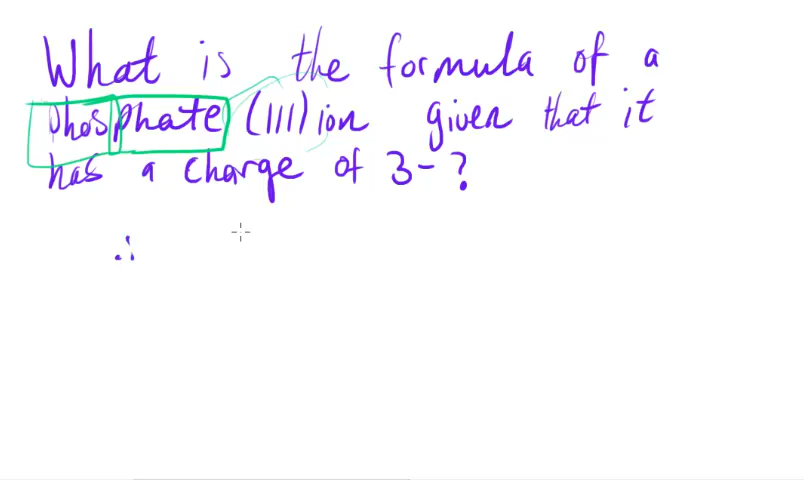 What is the formula of a
phosphate (III) ion given that it
has a charge of 3- ?
∴